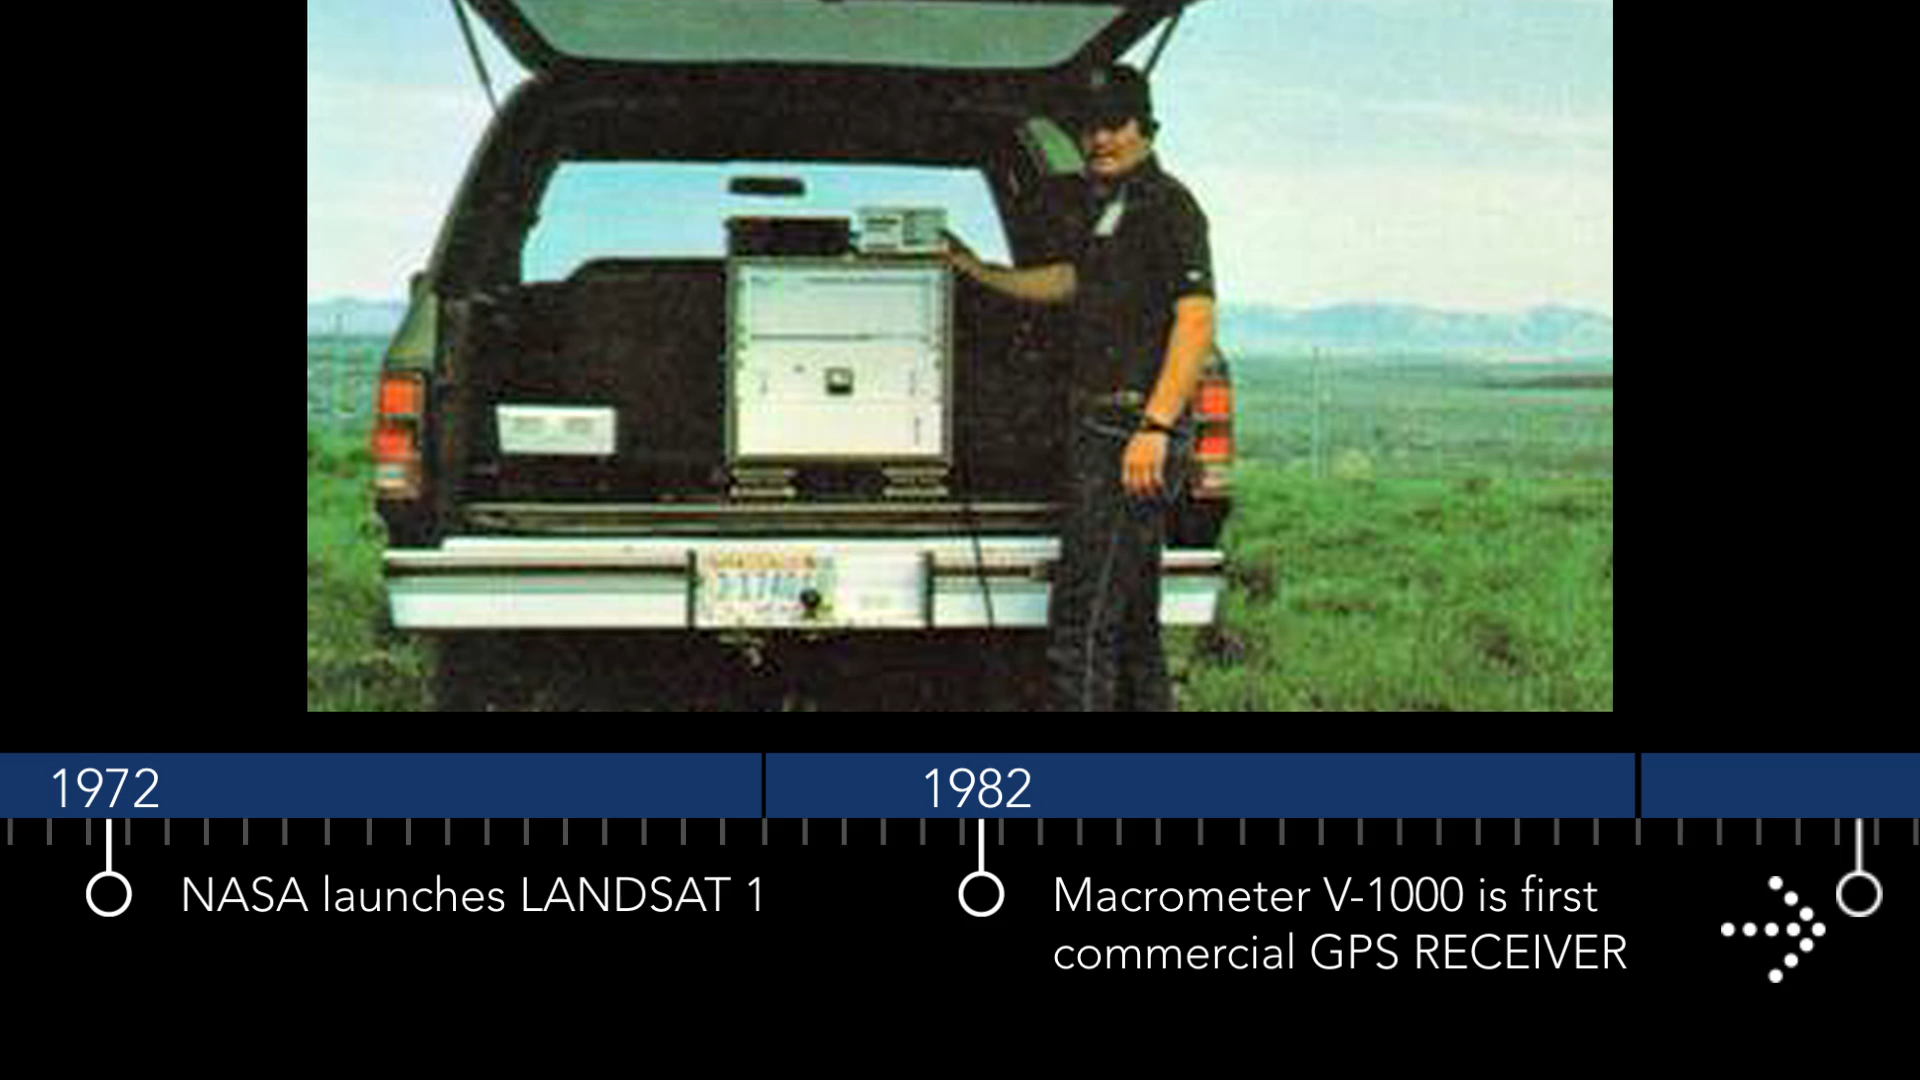 1972
1982
NASA launches LANDSAT 1
Macrometer V-1000 is first
commercial GPS RECEIVER